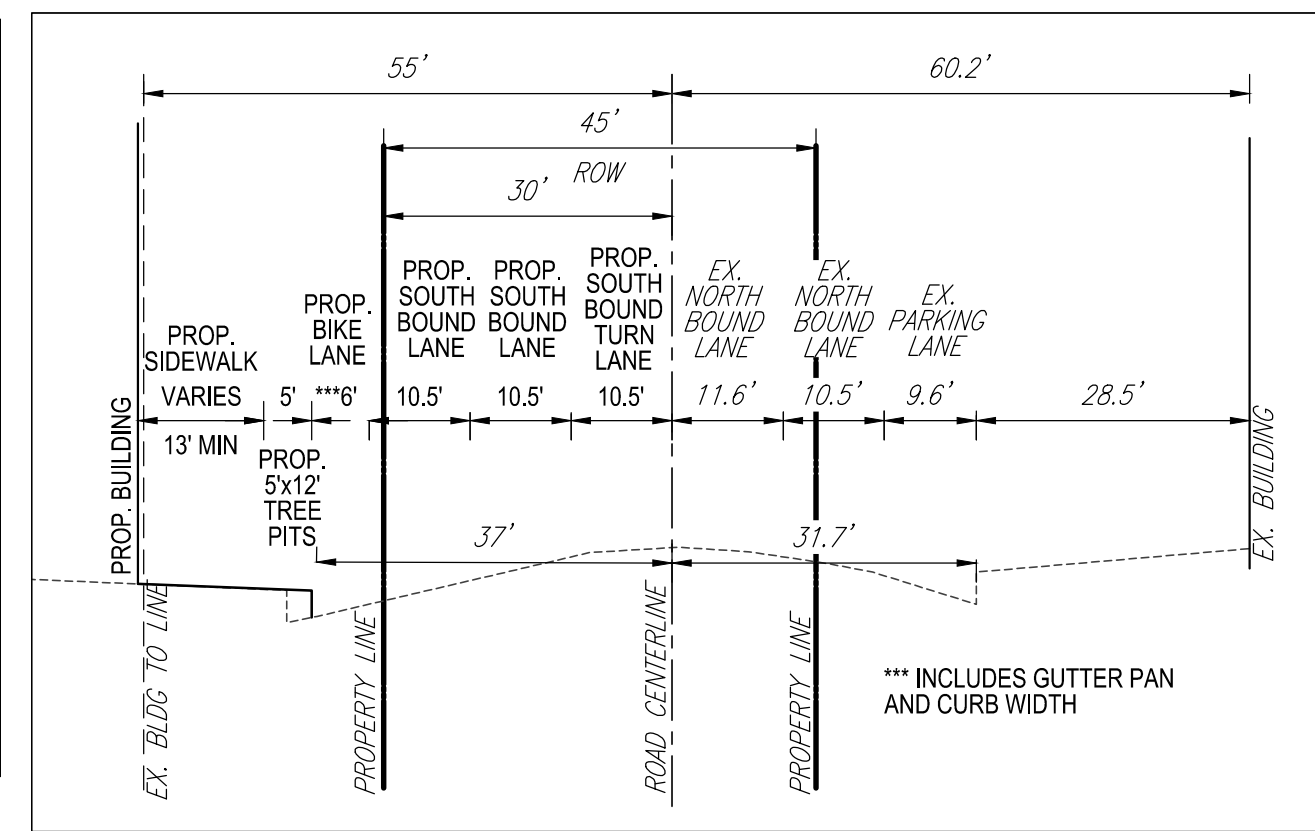 55'
60.2'
45'
ROW
30'
PROP.
SIDEWALK
VARIES
13' MIN
5'
PROP.
5'x12'
TREE
PITS
PROP.
BIKE
LANE
***6'
PROP.
SOUTH
BOUND
LANE
10.5'
PROP.
SOUTH
BOUND
LANE
10.5'
PROP.
SOUTH
BOUND
TURN
LANE
10.5'
EX.
NORTH
BOUND
LANE
11.6'
EX.
NORTH
BOUND
LANE
10.5'
EX.
PARKING
LANE
9.6'
28.5'
37'
31.7'
PROP. BUILDING
EX. BLDG TO LINE
PROPERTY LINE
ROAD CENTERLINE
PROPERTY LINE
EX. BUILDING
*** INCLUDES GUTTER PAN
AND CURB WIDTH